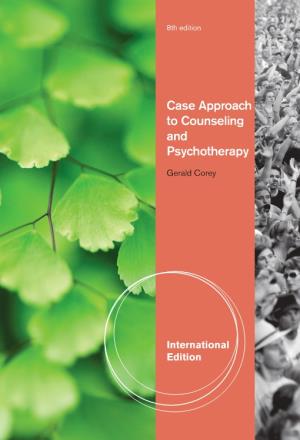 8th edition
Case Approach
to Counseling
and
Psychotherapy
Gerald Corey
International
Edition